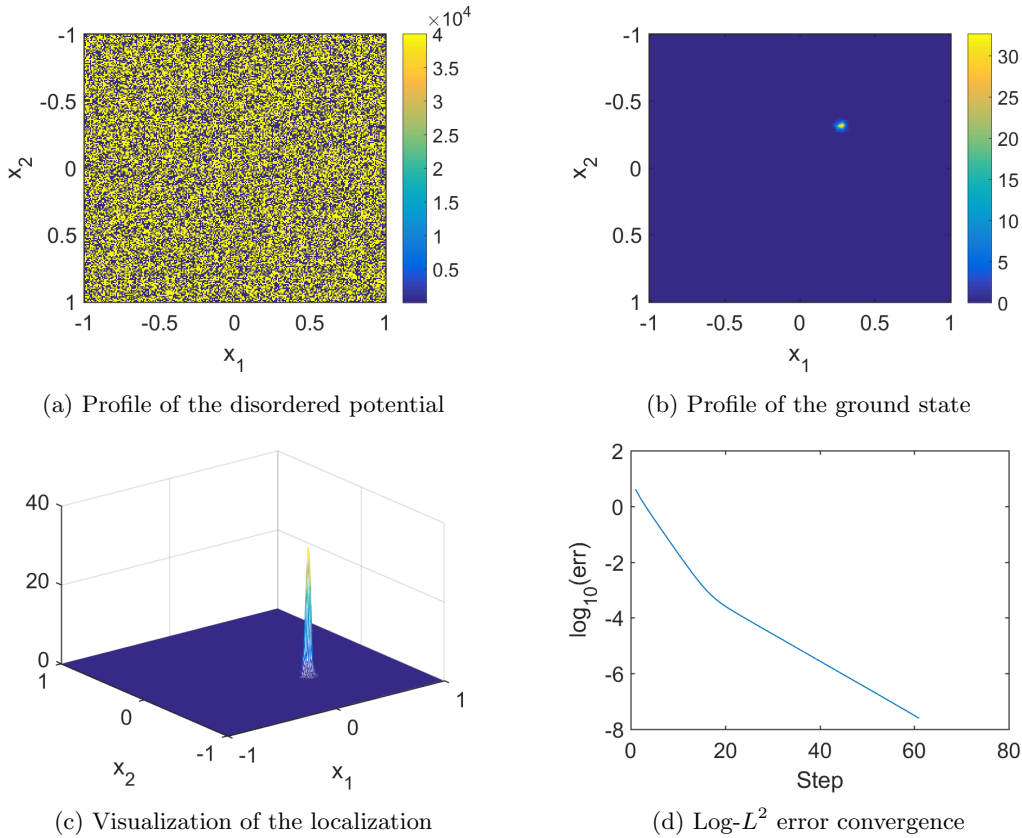 ×10⁴
-1
-0.5
0
0.5
1
x₂
-1 -0.5 0 0.5 1
x₁
4
3.5
3
2.5
2
1.5
1
0.5
(a) Profile of the disordered potential
-1
-0.5
0
0.5
1
x₂
-1 -0.5 0 0.5 1
x₁
30
25
20
15
10
5
0
(b) Profile of the ground state
40
20
0
1
0
-1
x₂
-1
0
1
x₁
(c) Visualization of the localization
2
0
-2
-4
-6
-8
log₁₀(err)
0 20 40 60 80
Step
(d) Log-L² error convergence